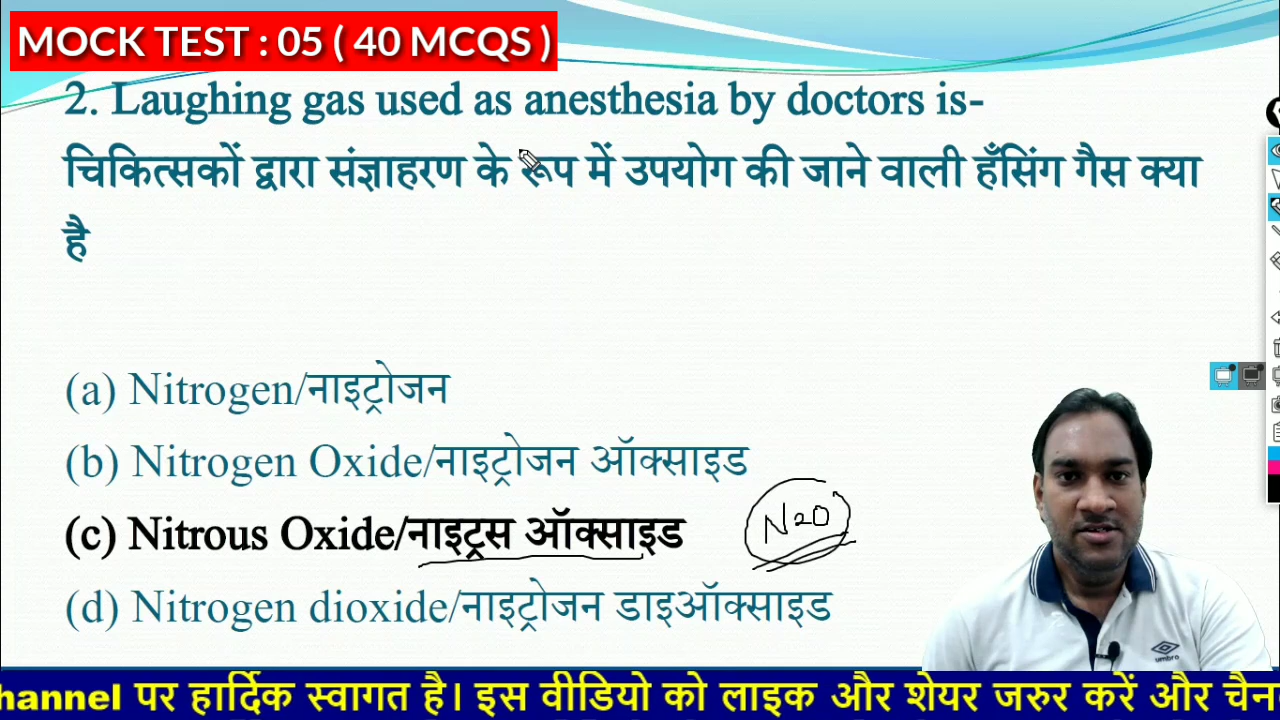 MOCK TEST : 05 ( 40 MCQS )
2. Laughing gas used as anesthesia by doctors is-
चिकित्सकों द्वारा संज्ञाहरण के रूप में उपयोग की जाने वाली हँसिंग गैस क्या
है
(a) Nitrogen/नाइट्रोजन
(b) Nitrogen Oxide/नाइट्रोजन ऑक्साइड
(c) Nitrous Oxide/नाइट्रस ऑक्साइड
N2O
(d) Nitrogen dioxide/नाइट्रोजन डाइऑक्साइड
umbro
hannel पर हार्दिक स्वागत है। इस वीडियो को लाइक और शेयर जरुर करें और चैन